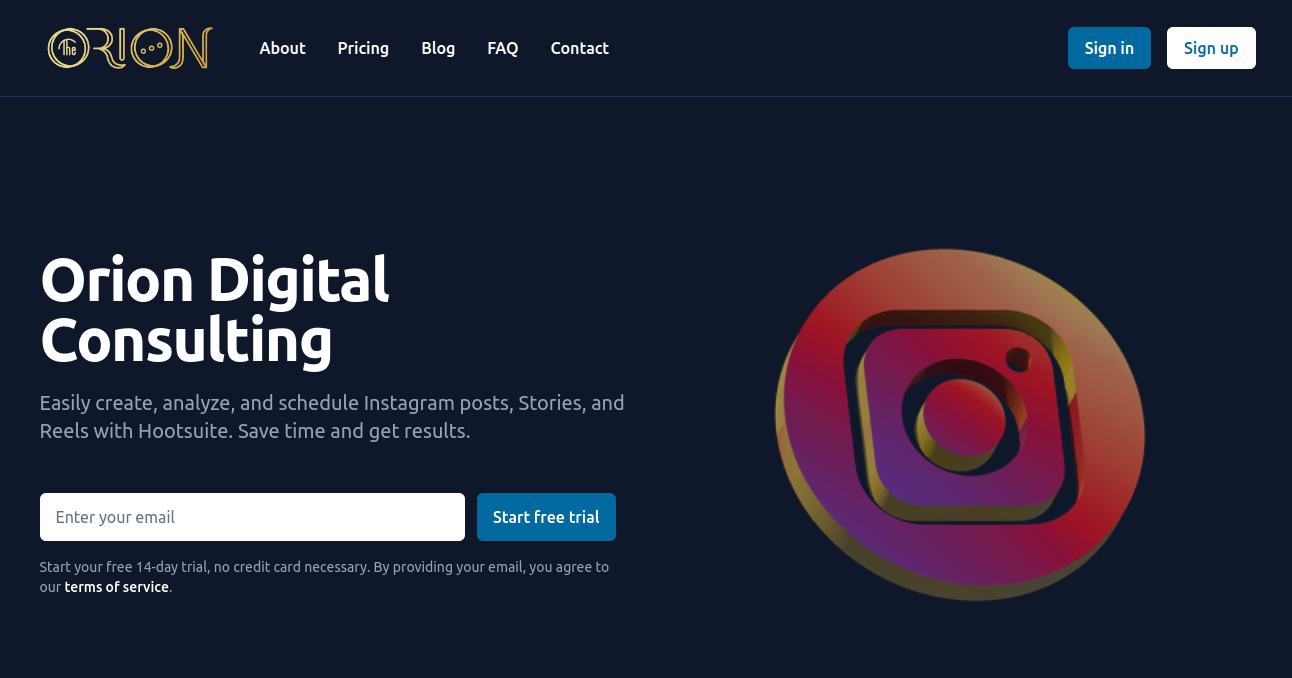 The ORION
About Pricing Blog FAQ Contact
Sign in Sign up
Orion Digital
Consulting
Easily create, analyze, and schedule Instagram posts, Stories, and
Reels with Hootsuite. Save time and get results.
Enter your email
Start free trial
Start your free 14-day trial, no credit card necessary. By providing your email, you agree to
our terms of service.